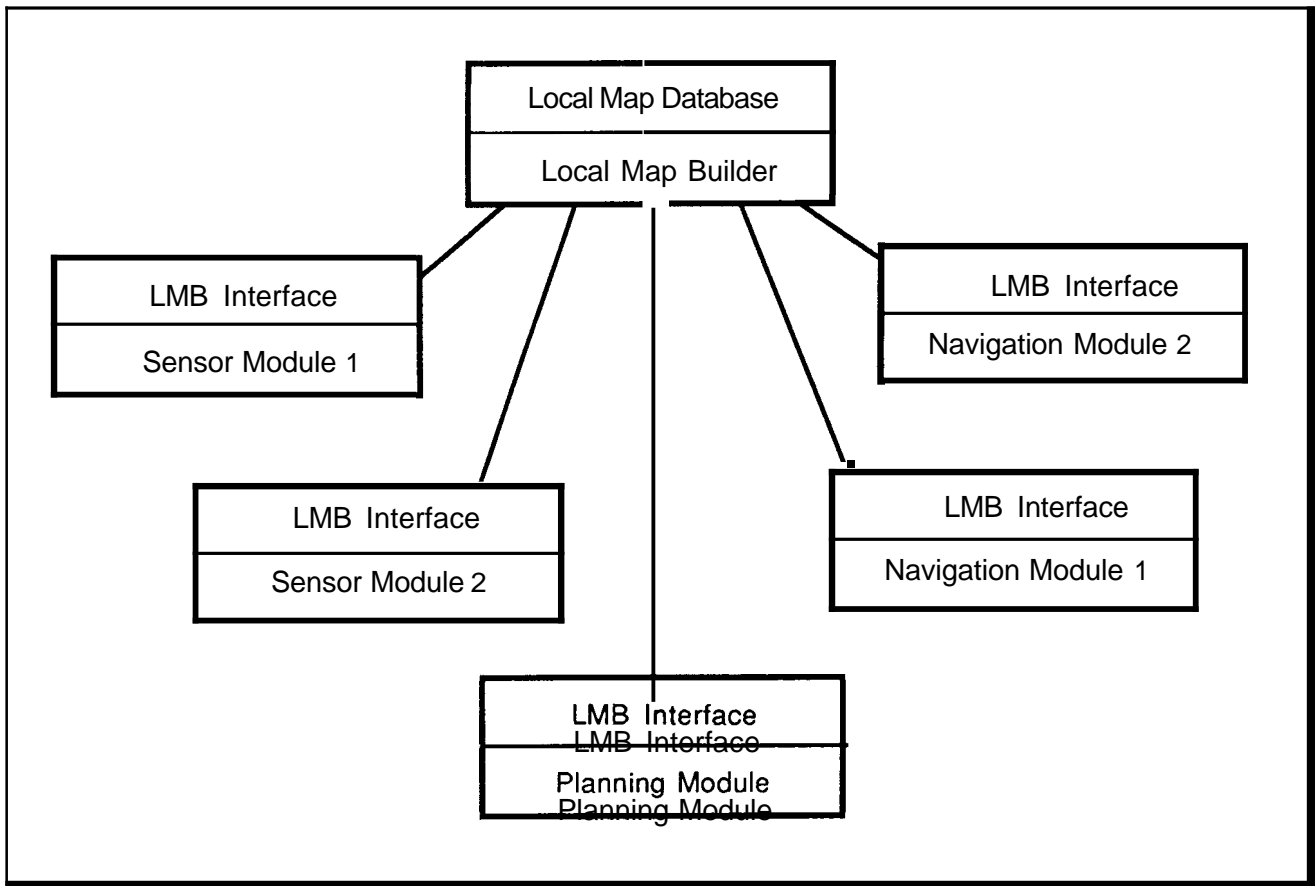 Local Map Database
Local Map Builder
LMB Interface
Sensor Module 1
LMB Interface
Navigation Module 2
LMB Interface
Sensor Module 2
LMB Interface
Navigation Module 1
LMB Interface
LMB Interface
Planning Module
Planning Module